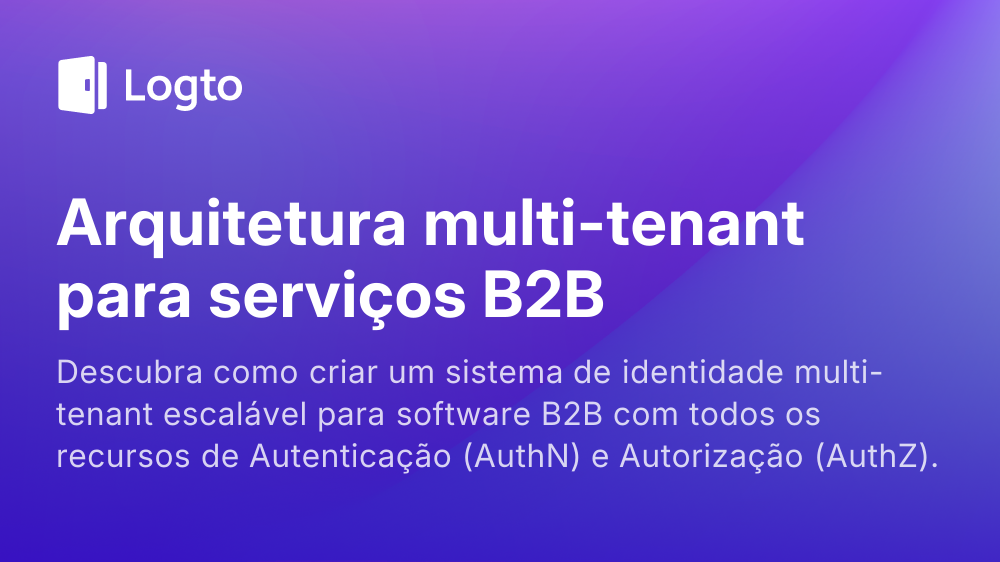 Logto
Arquitetura multi-tenant
para serviços B2B
Descubra como criar um sistema de identidade multi-
tenant escalável para software B2B com todos os
recursos de Autenticação (AuthN) e Autorização (AuthZ).